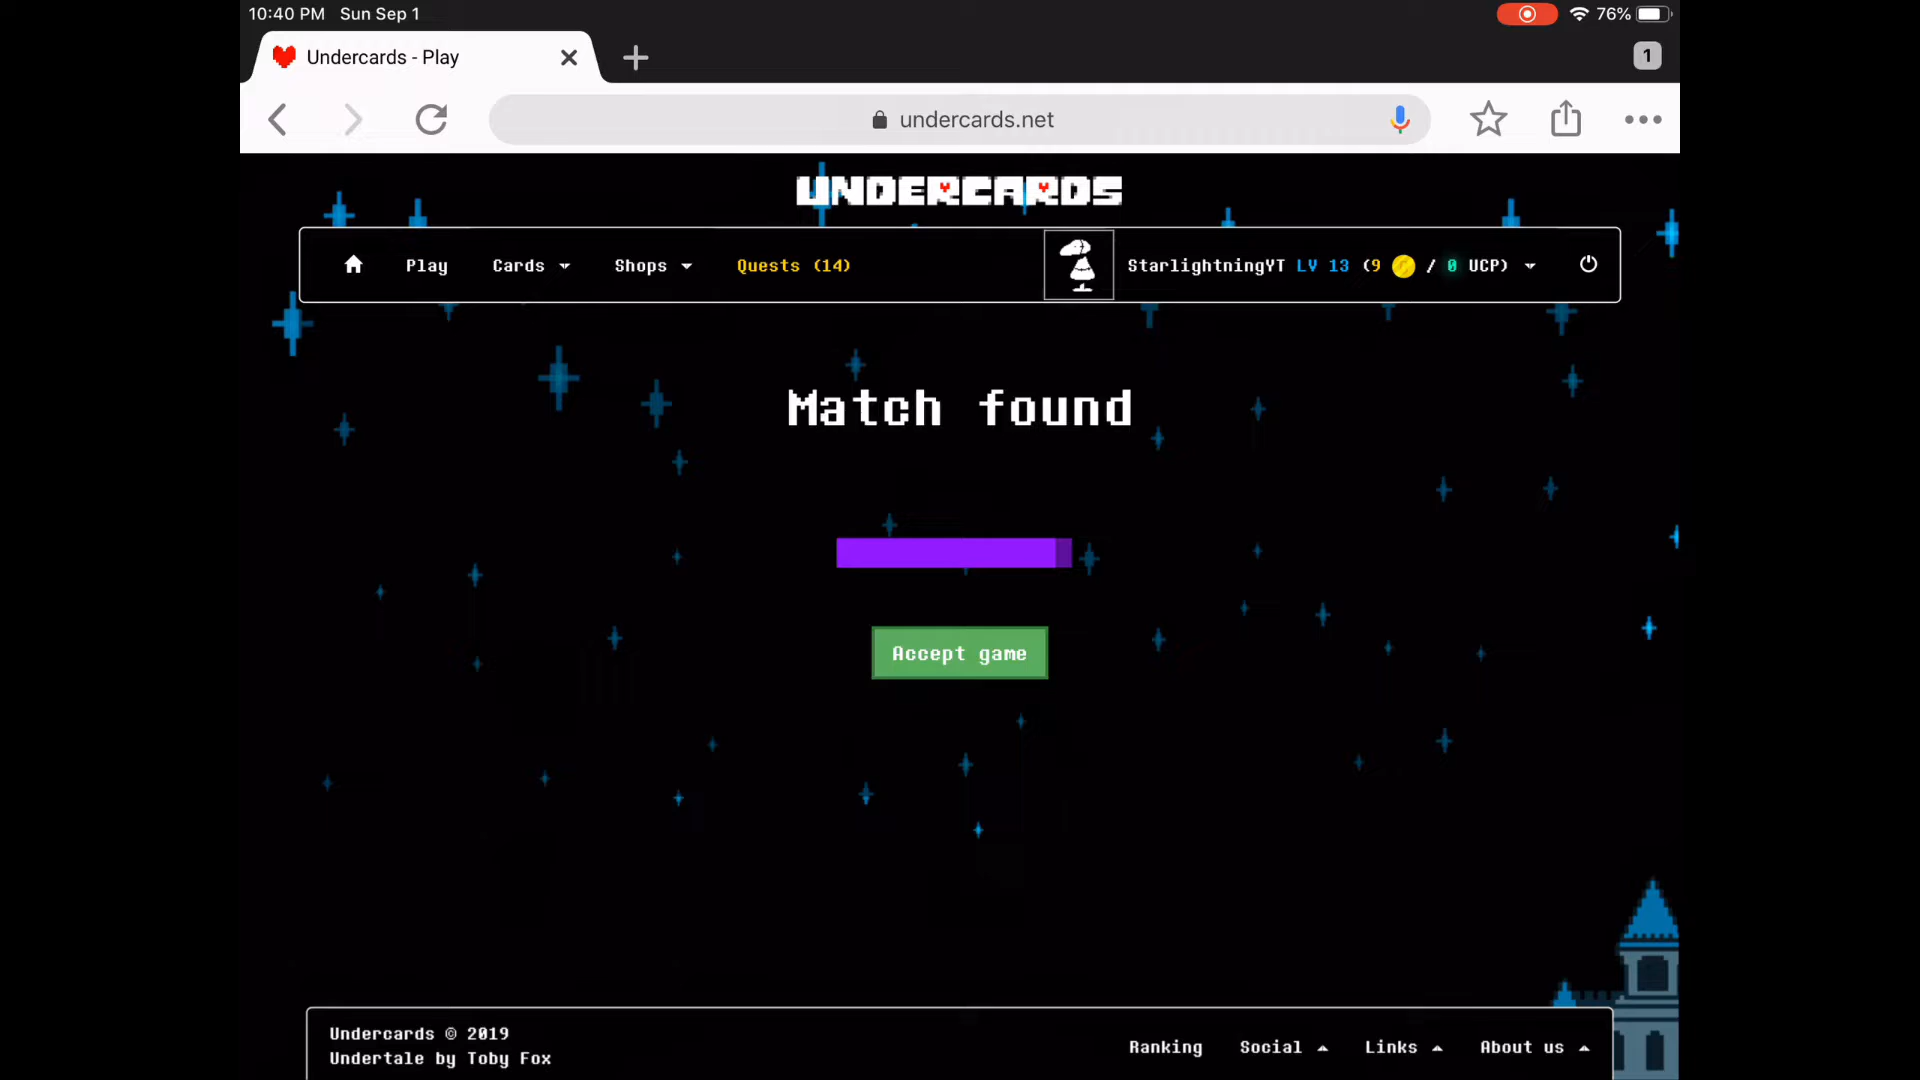 10:40 PM Sun Sep 1
76%
Undercards - Play
1
undercards.net
UNDERCARDS
Play Cards Shops Quests (14) StarlightningYT LV 13 (9 / 0 UCP)
Match found
Accept game
Undercards © 2019
Undertale by Toby Fox
Ranking Social Links About us